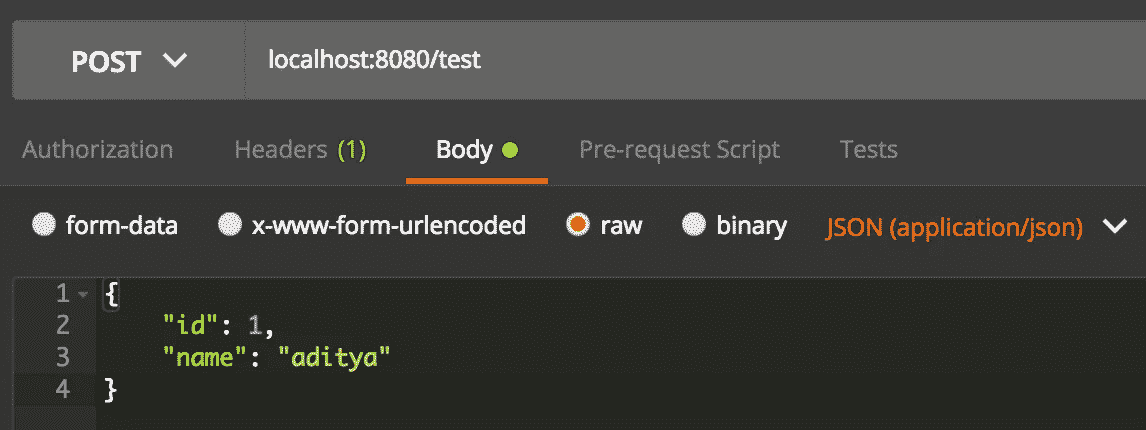 POST localhost:8080/test
Authorization Headers (1) Body Pre-request Script Tests
form-data x-www-form-urlencoded raw binary JSON (application/json)
1 {
2 "id": 1,
3 "name": "aditya"
4 }